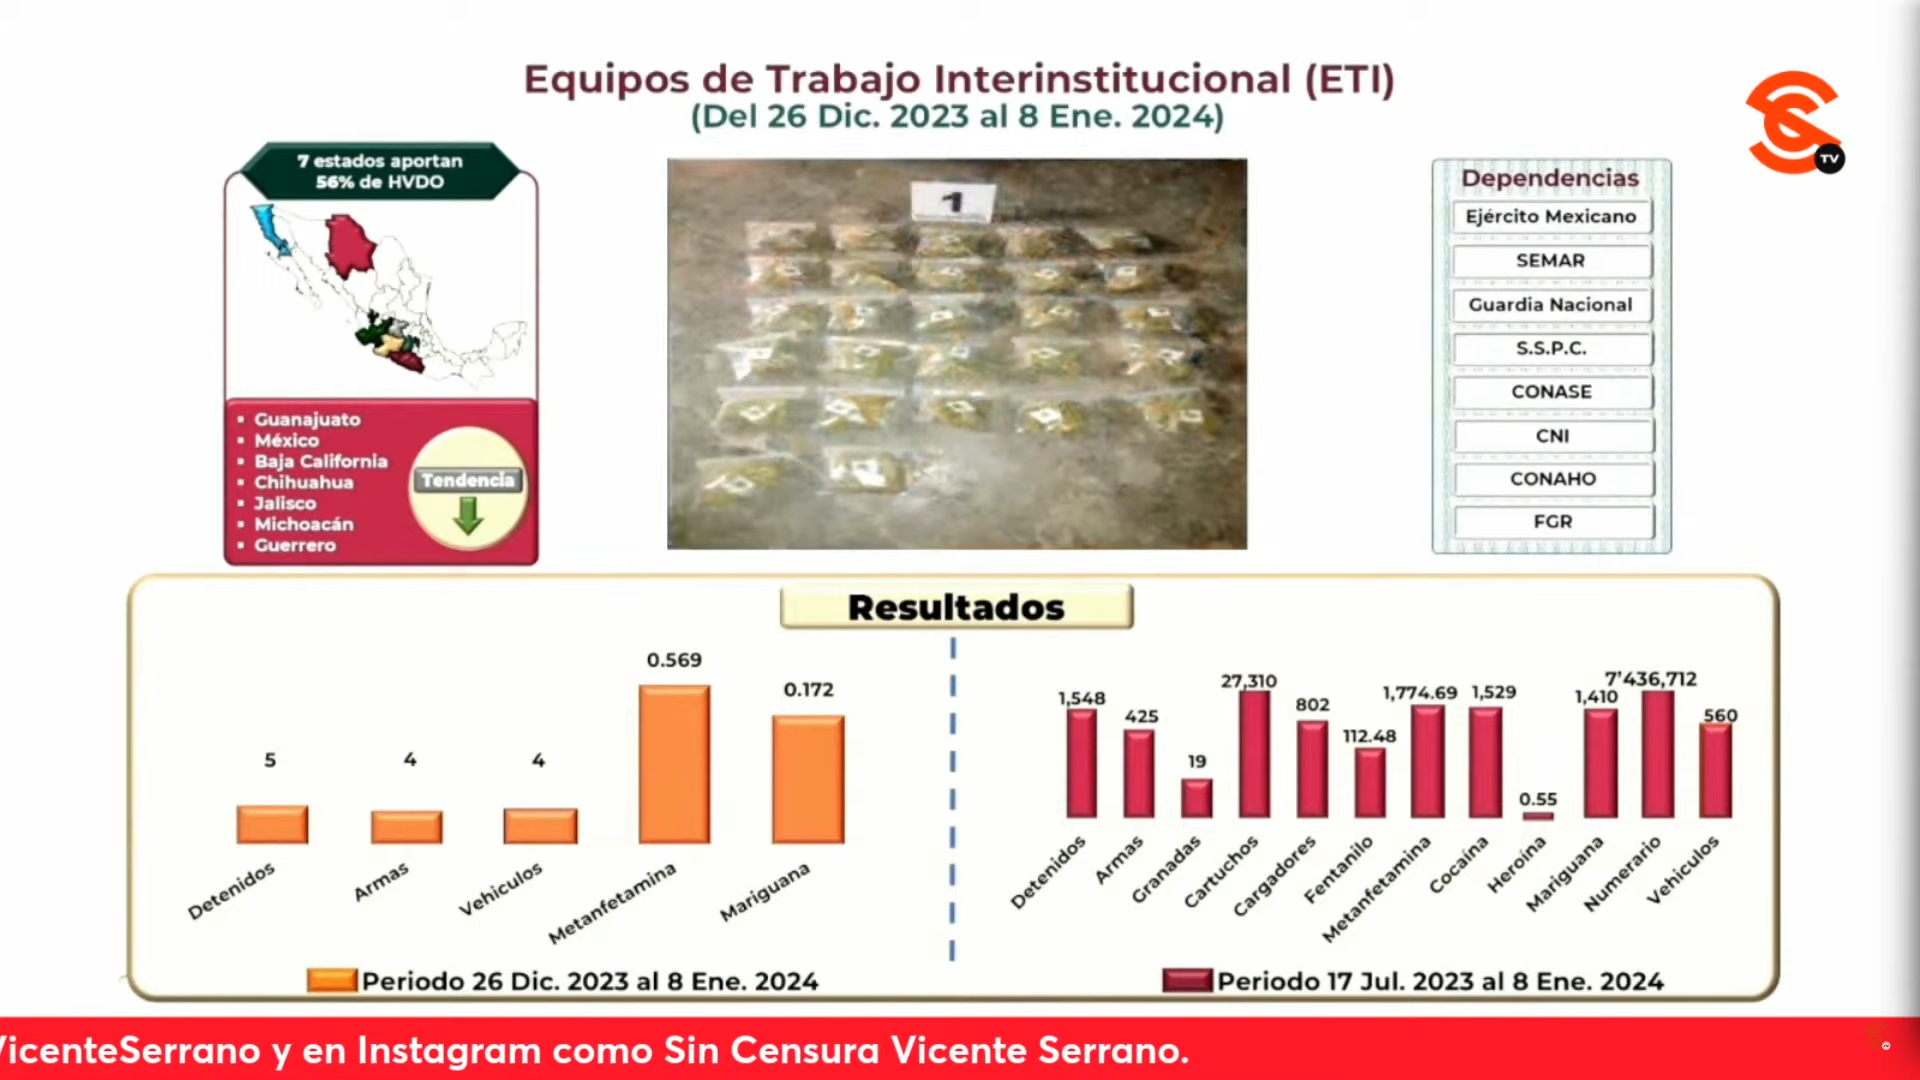 Equipos de Trabajo Interinstitucional (ETI)
(Del 26 Dic. 2023 al 8 Ene. 2024)
TV
7 estados aportan
56% de HVDO
Guanajuato
México
Baja California
Chihuahua
Jalisco
Michoacán
Guerrero
Tendencia
1
Dependencias
Ejército Mexicano
SEMAR
Guardia Nacional
S.S.P.C.
CONASE
CNI
CONAHO
FGR
Resultados
5
4
4
0.569
0.172
Detenidos
Armas
Vehiculos
Metanfetamina
Mariguana
Periodo 26 Dic. 2023 al 8 Ene. 2024
1,548
425
19
27,310
802
112.48
1,774.69
1,529
0.55
1,410
7'436,712
560
Detenidos
Armas
Granadas
Cartuchos
Cargadores
Fentanilo
Metanfetamina
Cocaína
Heroína
Mariguana
Numerario
Vehículos
Periodo 17 Jul. 2023 al 8 Ene. 2024
VicenteSerrano y en Instagram como Sin Censura Vicente Serrano.